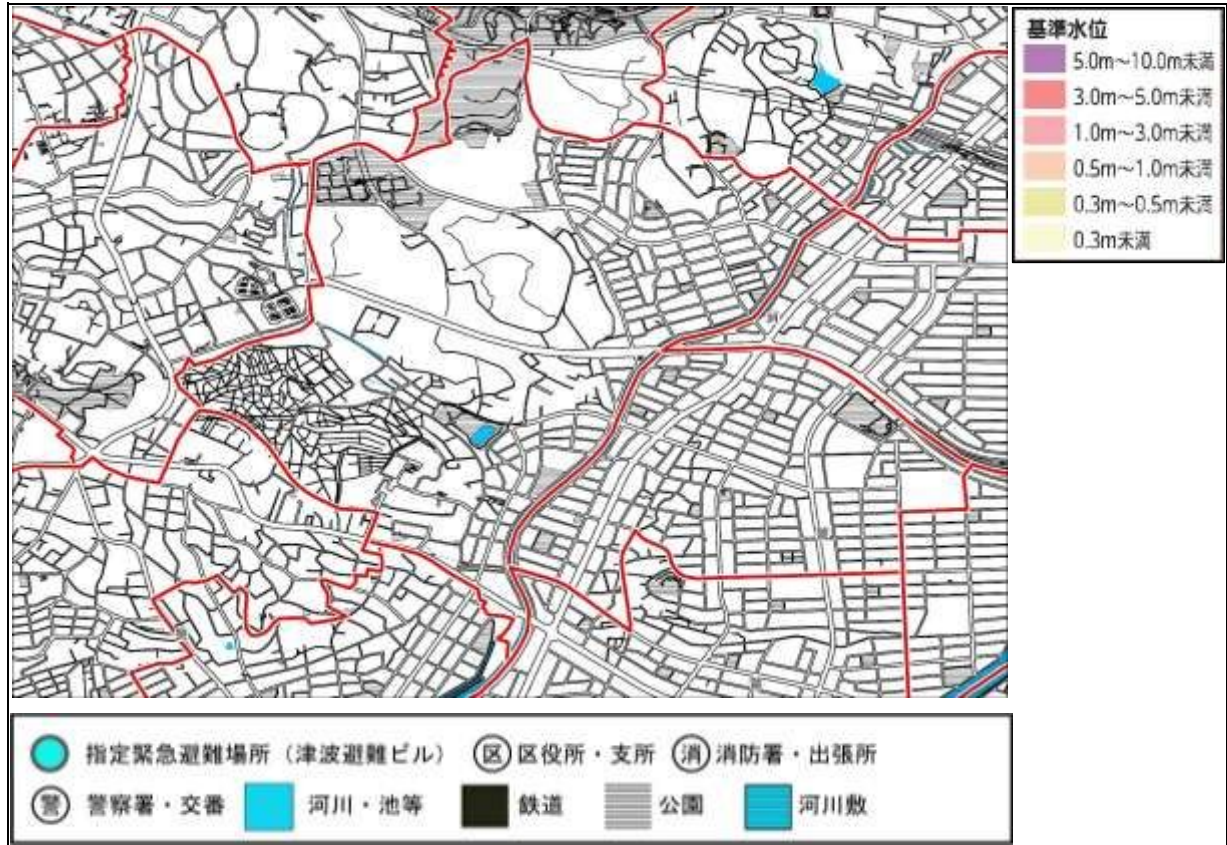 基準水位
5.0m～10.0m未満
3.0m～5.0m未満
1.0m～3.0m未満
0.5m～1.0m未満
0.3m～0.5m未満
0.3m未満
指定緊急避難場所（津波避難ビル） 区 区役所・支所 消 消防署・出張所
警 警察署・交番 河川・池等 鉄道 公園 河川敷